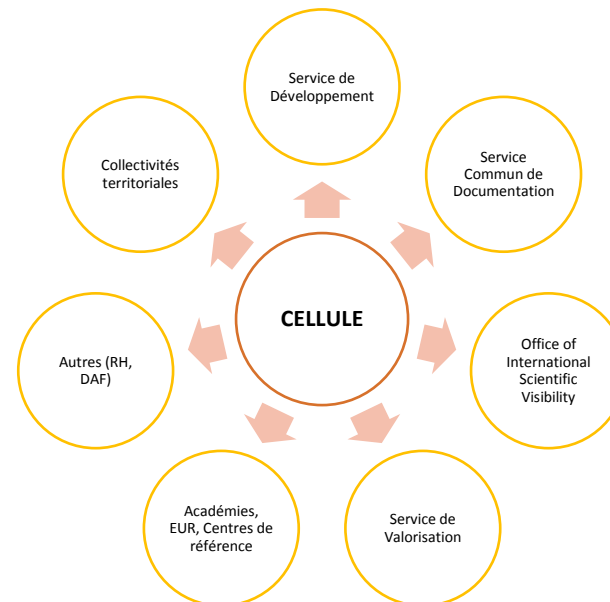 Service de
Développement
Service
Commun de
Documentation
Office of
International
Scientific
Visibility
Service de
Valorisation
Académies,
EUR, Centres de
référence
Autres (RH,
DAF)
Collectivités
territoriales
CELLULE